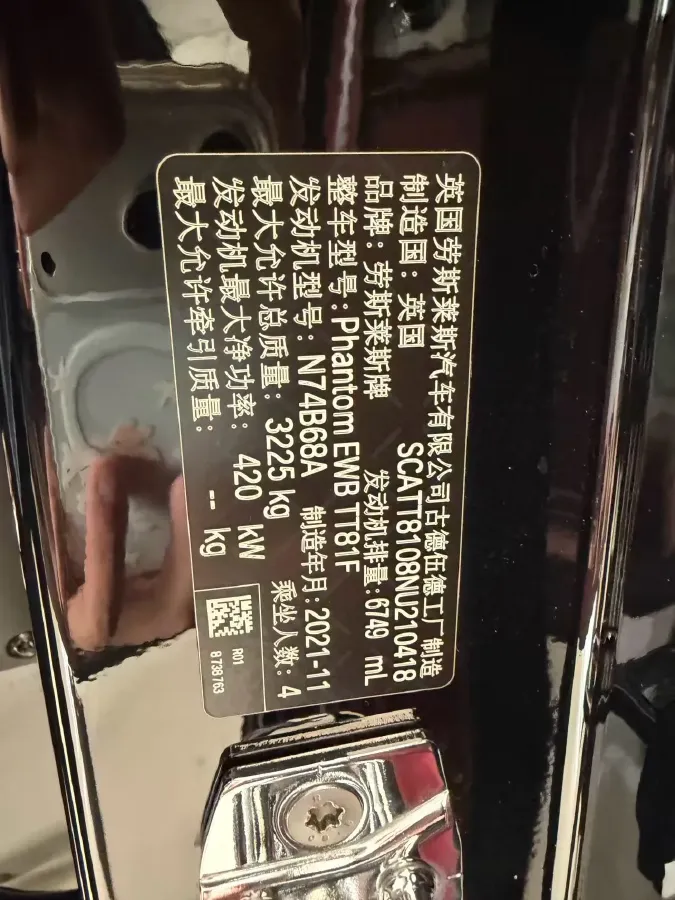 英国劳斯莱斯汽车有限公司古德伍德工厂 制造
制造国：英国 SCATT8108NU210418
品牌：劳斯莱斯牌 发动机排量：6749 mL
整车型号：Phantom EWB TT81F
发动机型号：N74B68A 制造年月：2021-11
最大允许总质量：3225 kg 乘坐人数：4
发动机最大净功率：420 kW
最大允许牵引质量：-- kg
R01
8 738763